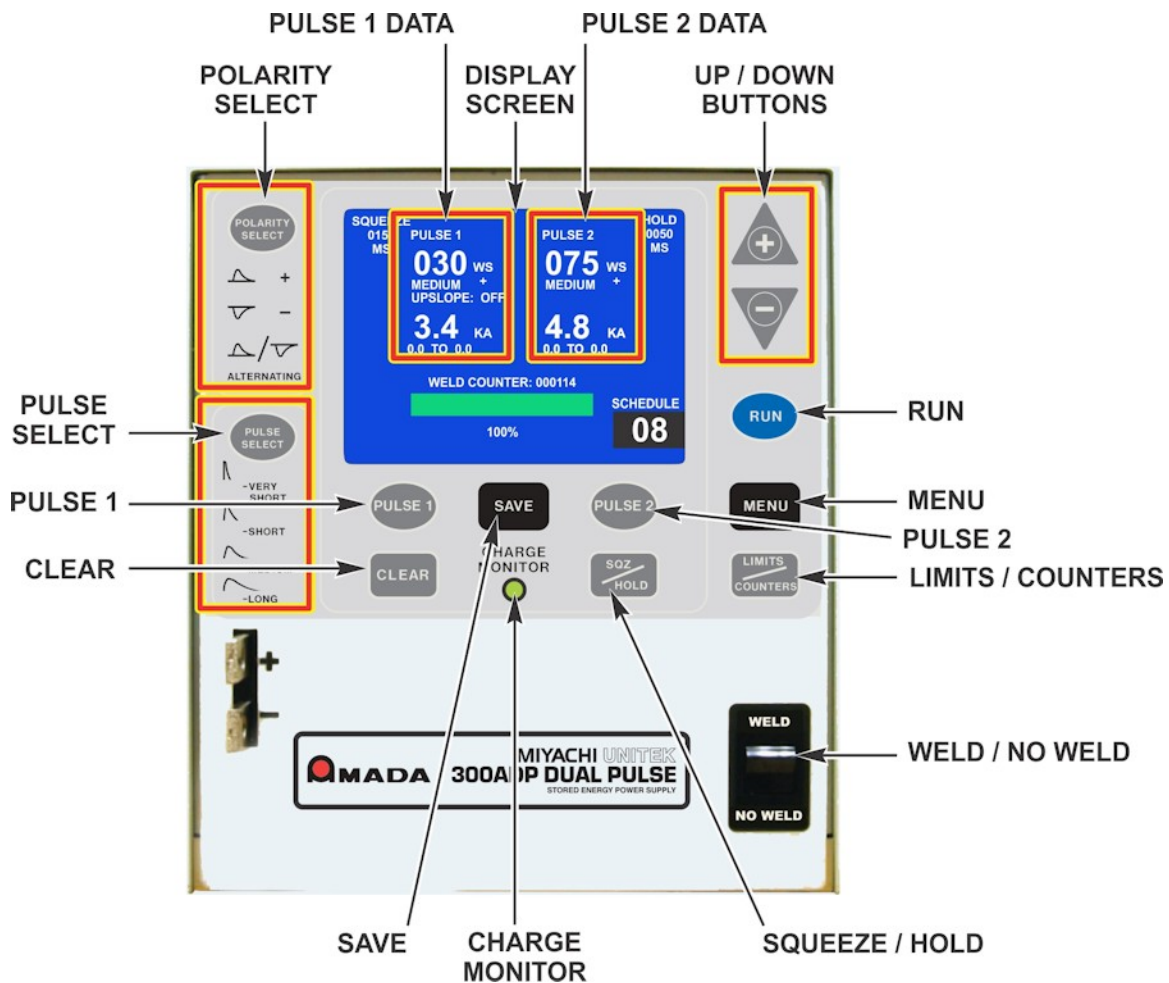 PULSE 1 DATA
PULSE 2 DATA
POLARITY
SELECT
DISPLAY
SCREEN
UP / DOWN
BUTTONS
POLARITY
SELECT
+
-
/
ALTERNATING
SQUEEZE
015
MS
PULSE 1
030 WS
MEDIUM +
UPSLOPE: OFF
3.4 KA
0.0 TO 0.0
PULSE 2
075 WS
MEDIUM +
4.8 KA
0.0 TO 0.0
HOLD
0050
MS
WELD COUNTER: 000114
100%
SCHEDULE
08
+
-
PULSE
SELECT
PULSE
SELECT
-VERY
SHORT
-SHORT
-LONG
RUN
RUN
PULSE 1
PULSE 1
SAVE
PULSE 2
MENU
MENU
PULSE 2
CLEAR
CLEAR
CHARGE
MONITOR
SQZ
HOLD
LIMITS
COUNTERS
LIMITS / COUNTERS
+
-
AMADA
MIYACHI UNITEK
300ADP DUAL PULSE
STORED ENERGY POWER SUPPLY
WELD
NO WELD
WELD / NO WELD
SAVE
CHARGE
MONITOR
SQUEEZE / HOLD